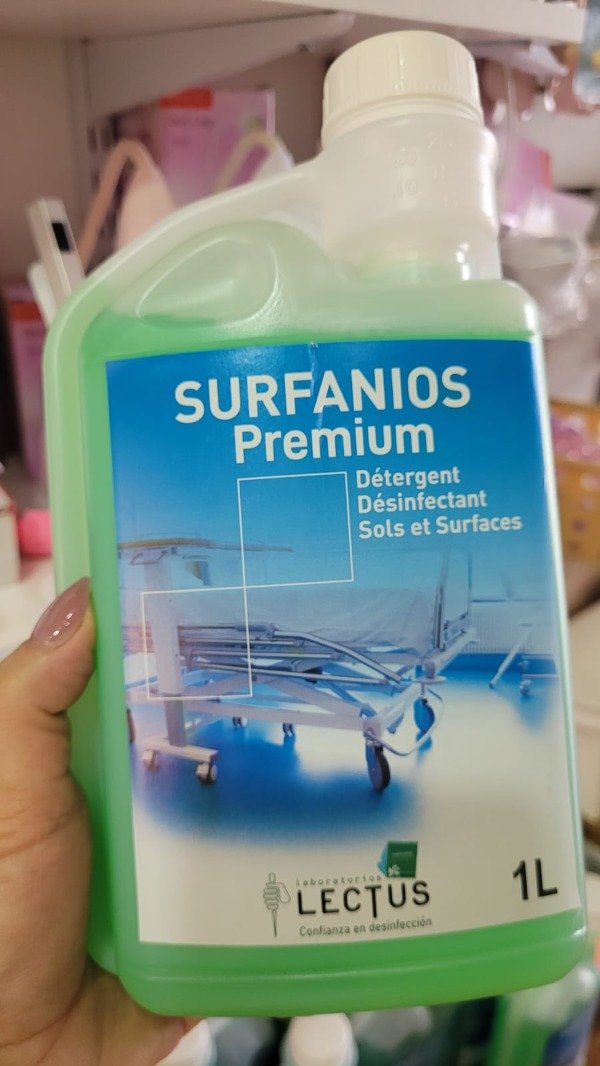 SURFANIOS
Premium
Détergent
Désinfectant
Sols et Surfaces
laboratorios
LECTUS
Confianza en desinfección
1L